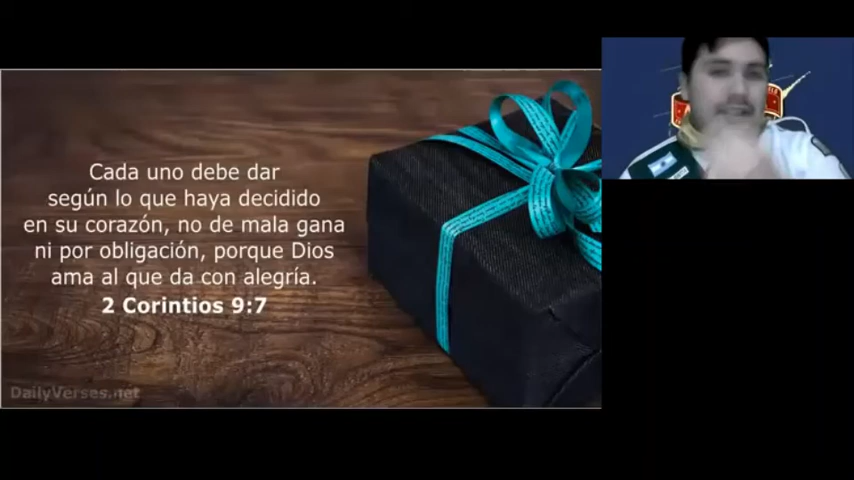 Cada uno debe dar
según lo que haya decidido
en su corazón, no de mala gana
ni por obligación, porque Dios
ama al que da con alegría.
2 Corintios 9:7
DailyVerses.net